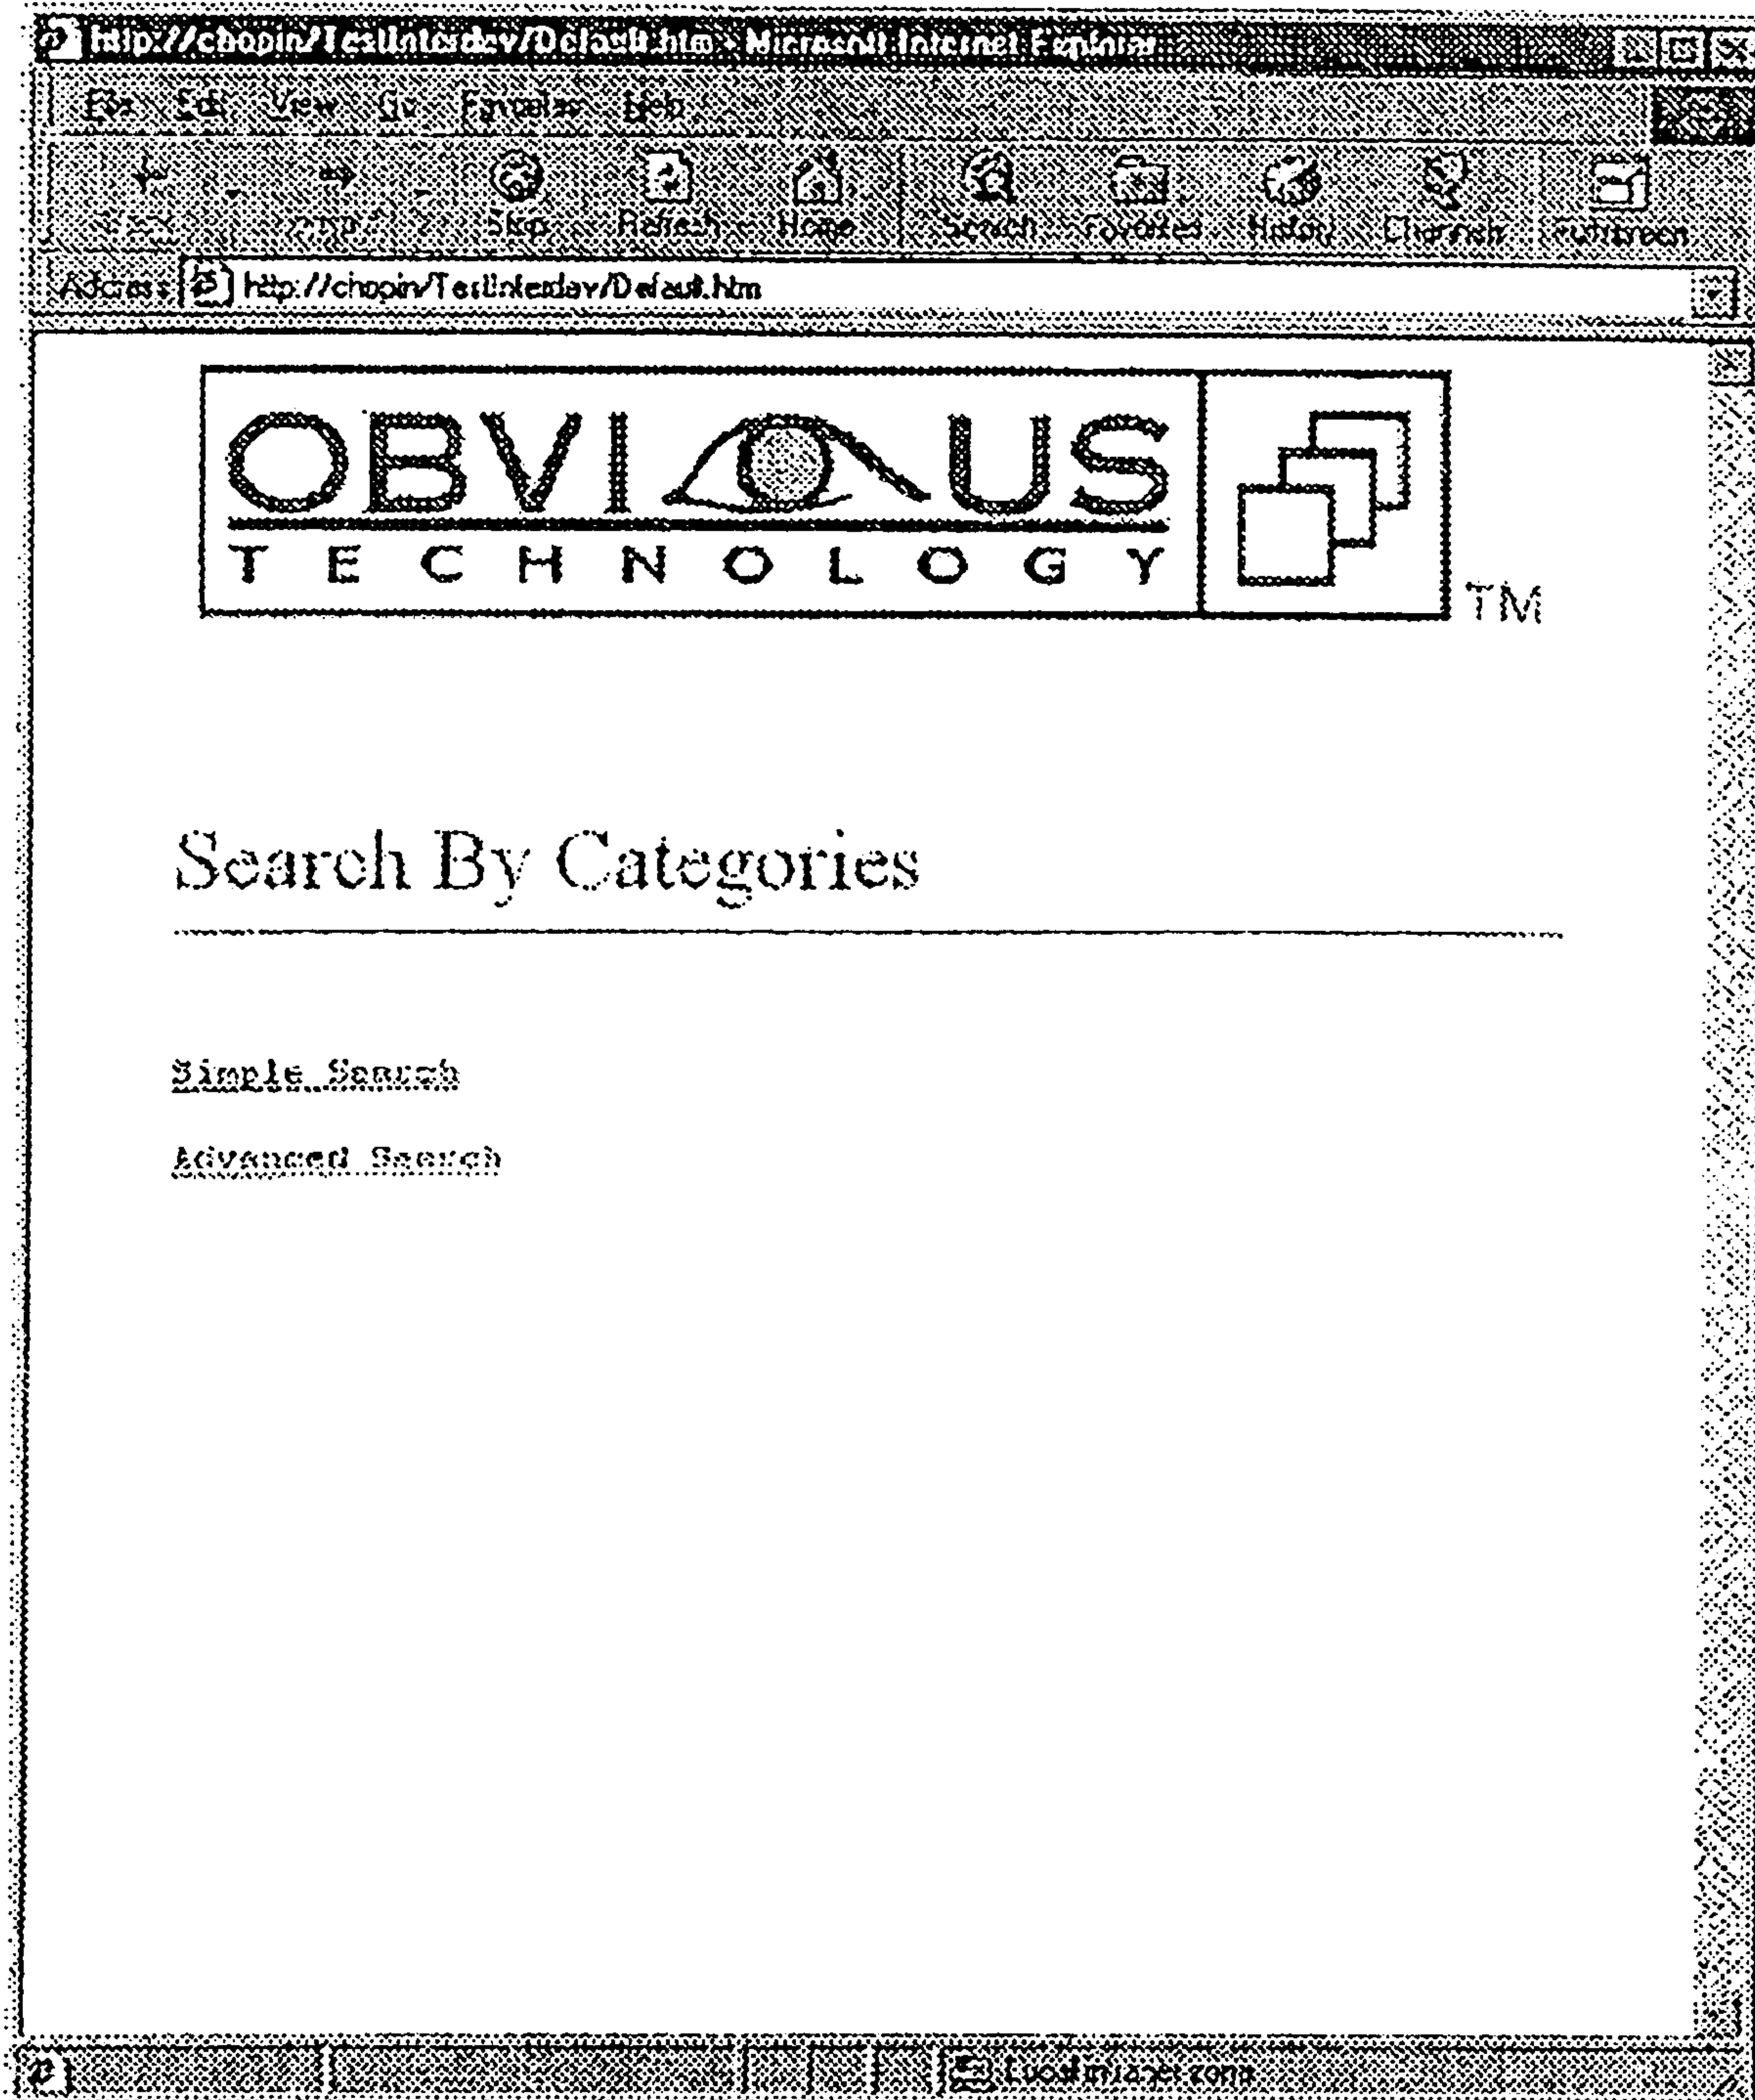 http://chopin/TestInterdev/Default.htm - Microsoft Internet Explorer
File Edit View Go Favorites Help
Stop Refresh Home Search Favorites History Channels Fullscreen
Address http://chopin/TestInterdev/Default.htm
OBVIOUS
TECHNOLOGY
TM
Search By Categories
Simple Search
Advanced Search
Local intranet zone